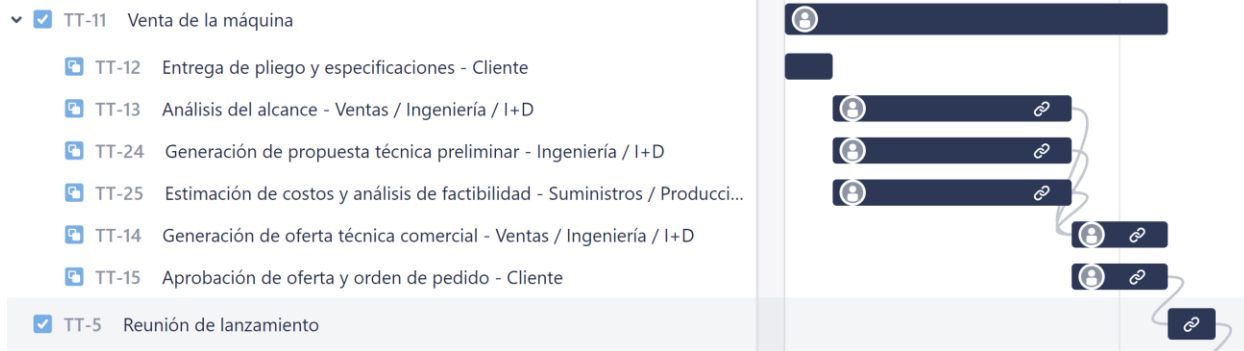 TT-11 Venta de la máquina
TT-12 Entrega de pliego y especificaciones - Cliente
TT-13 Análisis del alcance - Ventas / Ingeniería / I+D
TT-24 Generación de propuesta técnica preliminar - Ingeniería / I+D
TT-25 Estimación de costos y análisis de factibilidad - Suministros / Producci...
TT-14 Generación de oferta técnica comercial - Ventas / Ingeniería / I+D
TT-15 Aprobación de oferta y orden de pedido - Cliente
TT-5 Reunión de lanzamiento